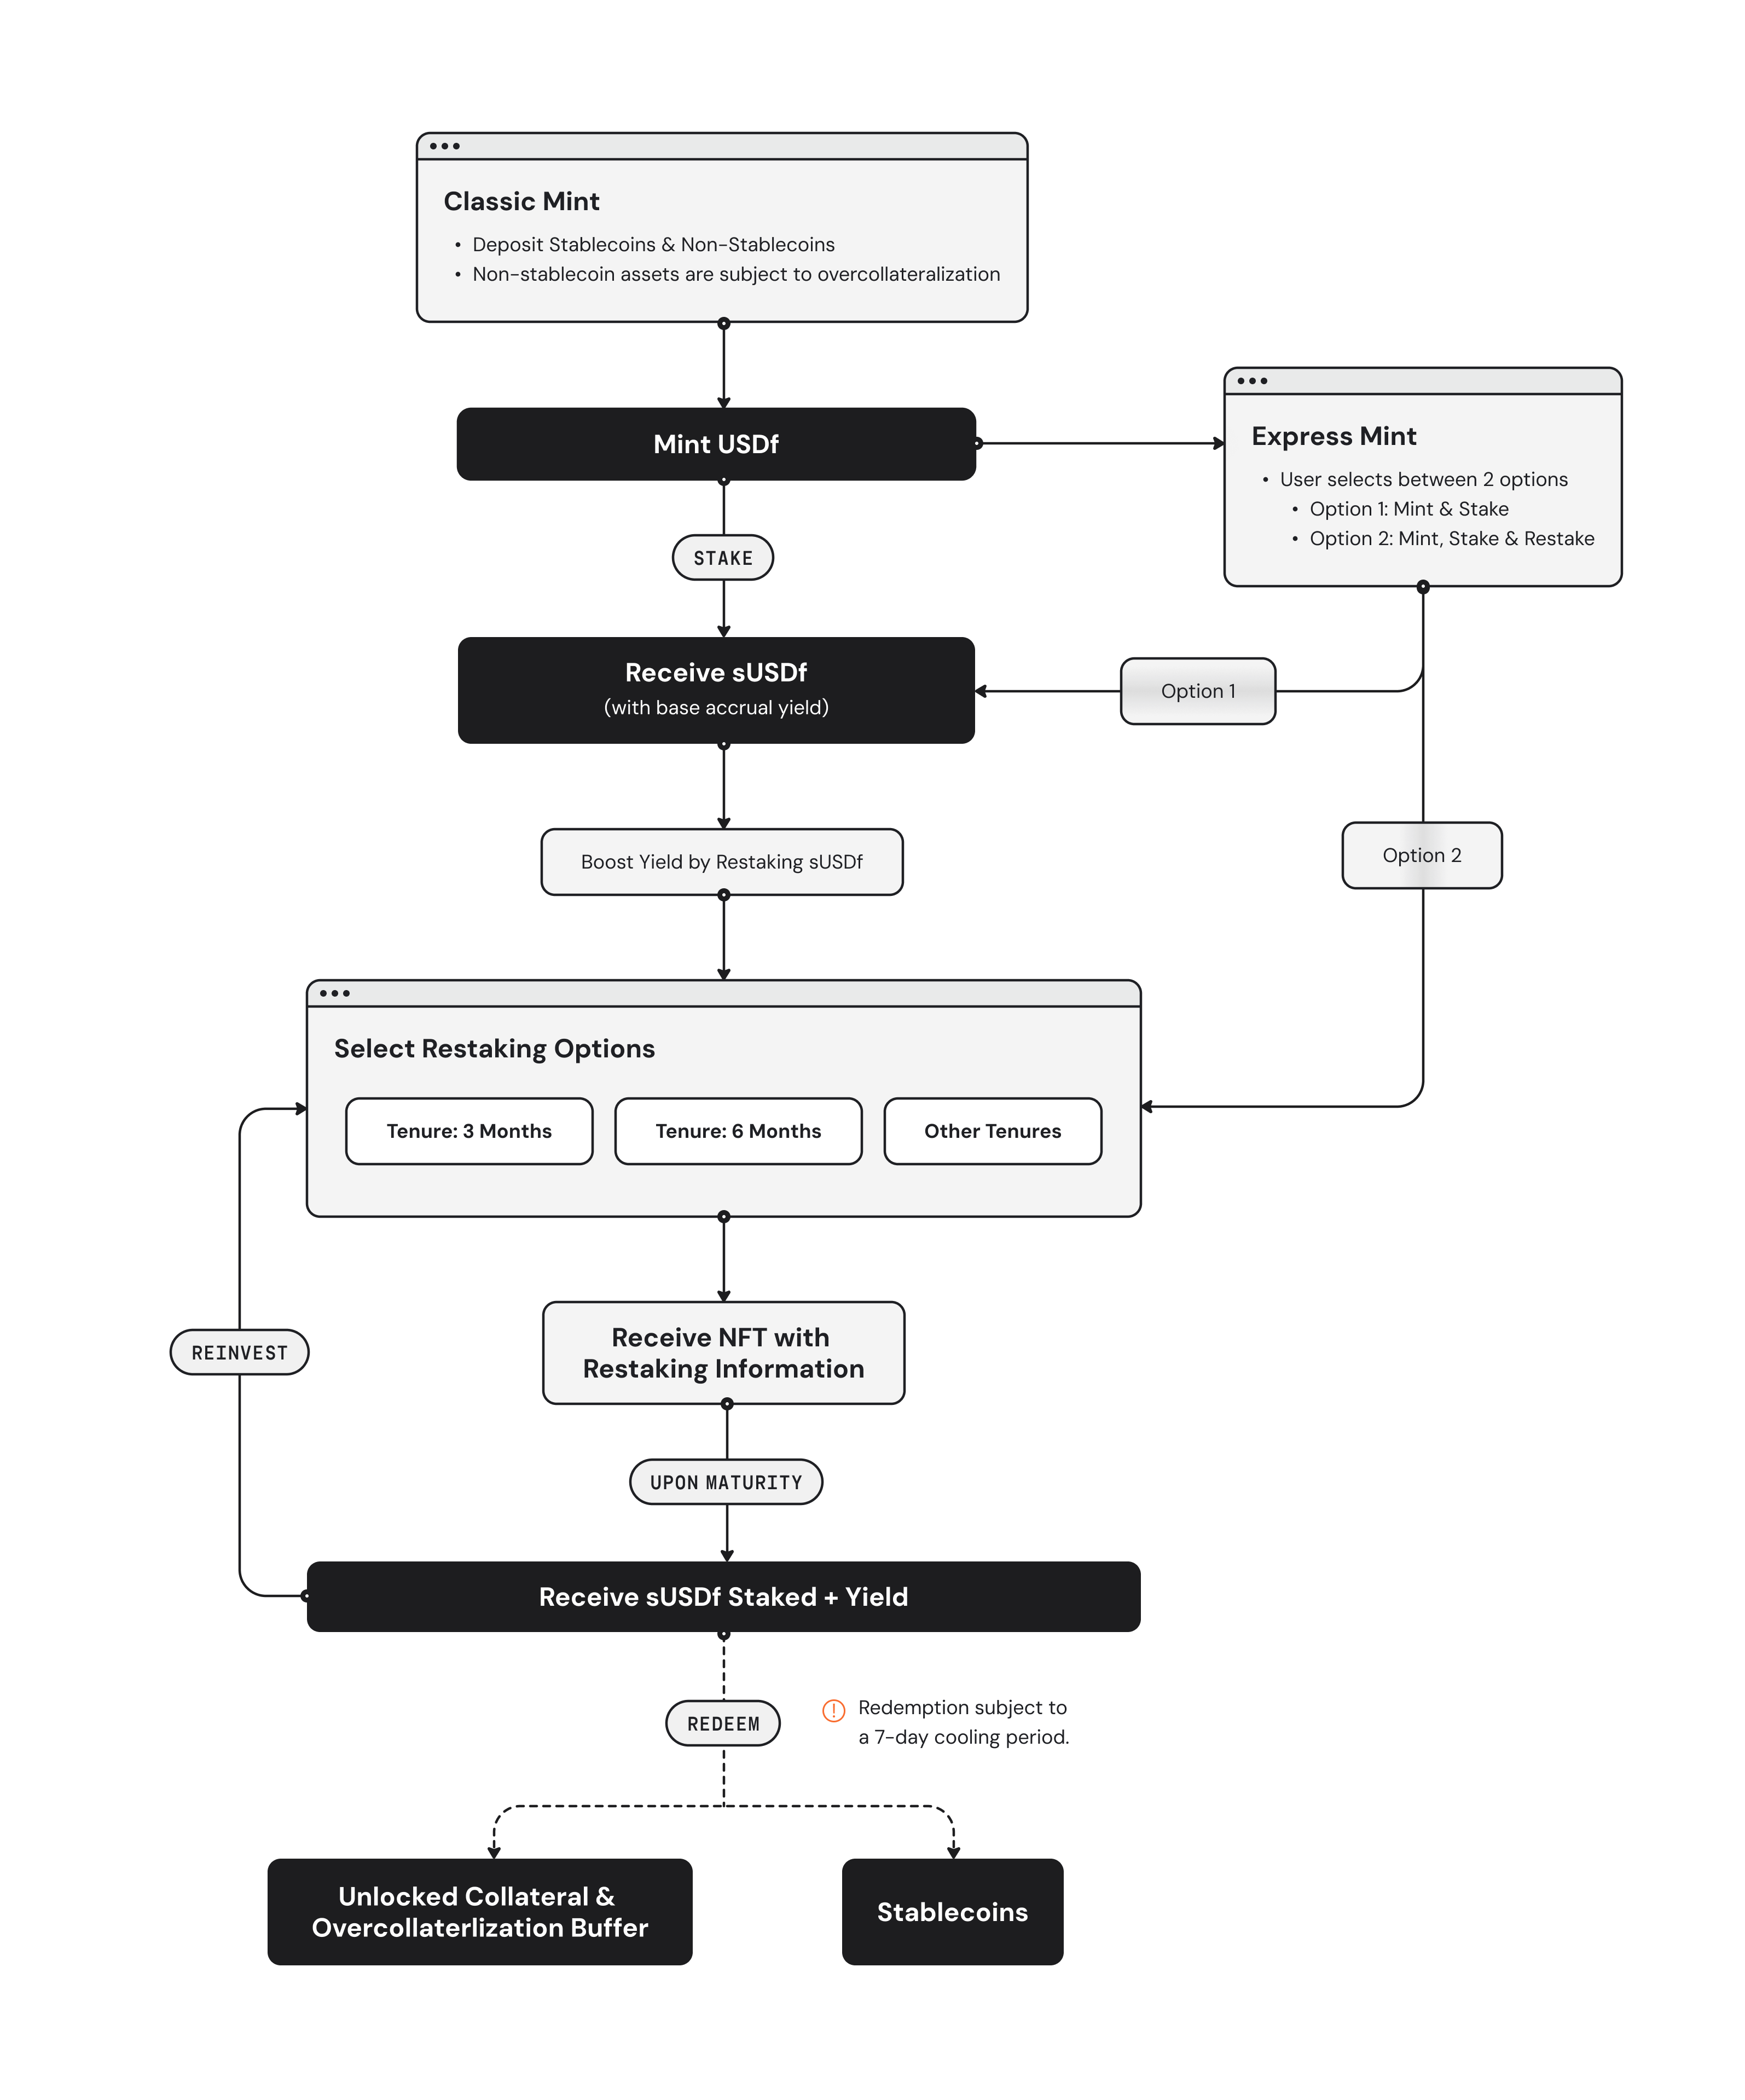 Classic Mint
• Deposit Stablecoins & Non-Stablecoins
• Non-stablecoin assets are subject to overcollateralization
Mint USDf
Express Mint
• User selects between 2 options
• Option 1: Mint & Stake
• Option 2: Mint, Stake & Restake
STAKE
Receive sUSDf
(with base accrual yield)
Option 1
Boost Yield by Restaking sUSDf
Option 2
Select Restaking Options
Tenure: 3 Months
Tenure: 6 Months
Other Tenures
Receive NFT with
Restaking Information
REINVEST
UPON MATURITY
Receive sUSDf Staked + Yield
REDEEM
Redemption subject to
a 7-day cooling period.
Unlocked Collateral &
Overcollaterlization Buffer
Stablecoins